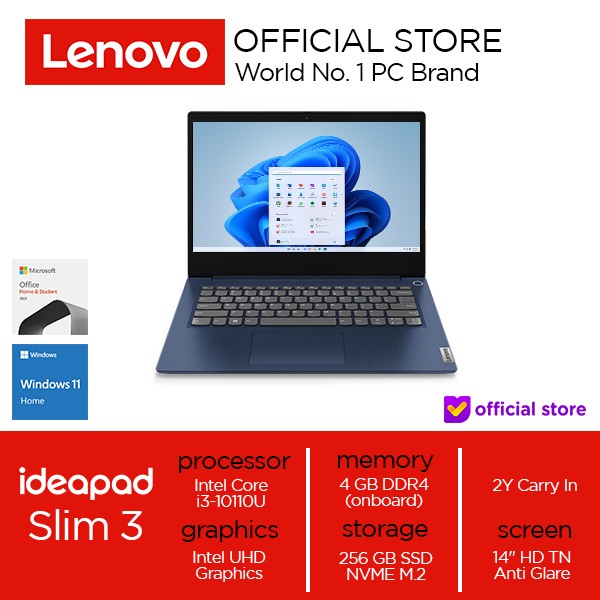 Lenovo
OFFICIAL STORE
World No. 1 PC Brand
Microsoft
Office
Home & Student
2021
Windows
Windows 11
Home
Lenovo
official store
ideapad
Slim 3
processor
Intel Core
i3-10110U
graphics
Intel UHD
Graphics
memory
4 GB DDR4
(onboard)
storage
256 GB SSD
NVME M.2
2Y Carry In
screen
14" HD TN
Anti Glare